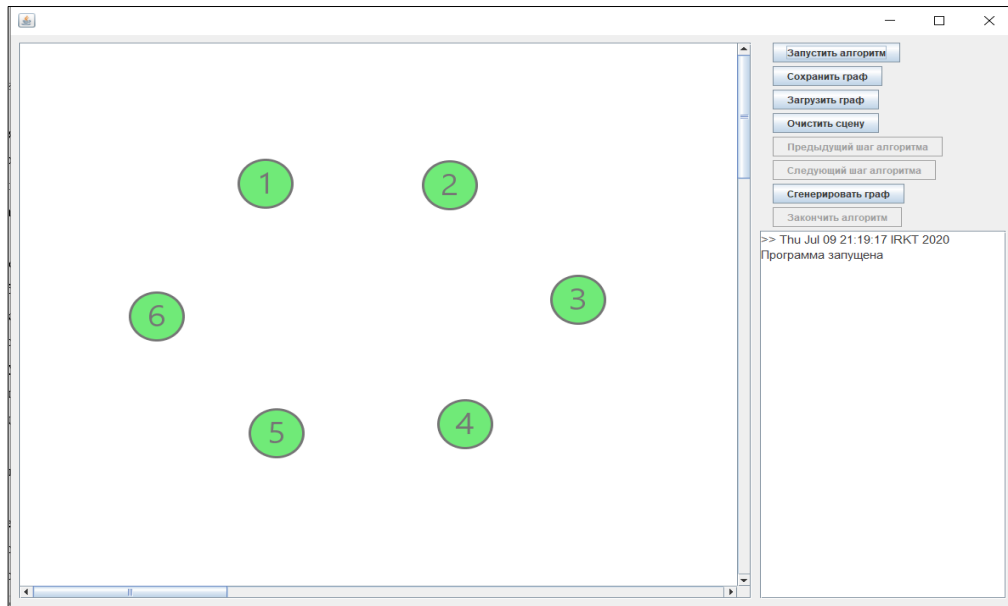 Запустить алгоритм
Сохранить граф
Загрузить граф
Очистить сцену
Предыдущий шаг алгоритма
Следующий шаг алгоритма
Сгенерировать граф
Закончить алгоритм
>> Thu Jul 09 21:19:17 IRKT 2020
Программа запущена
1
2
3
6
4
5